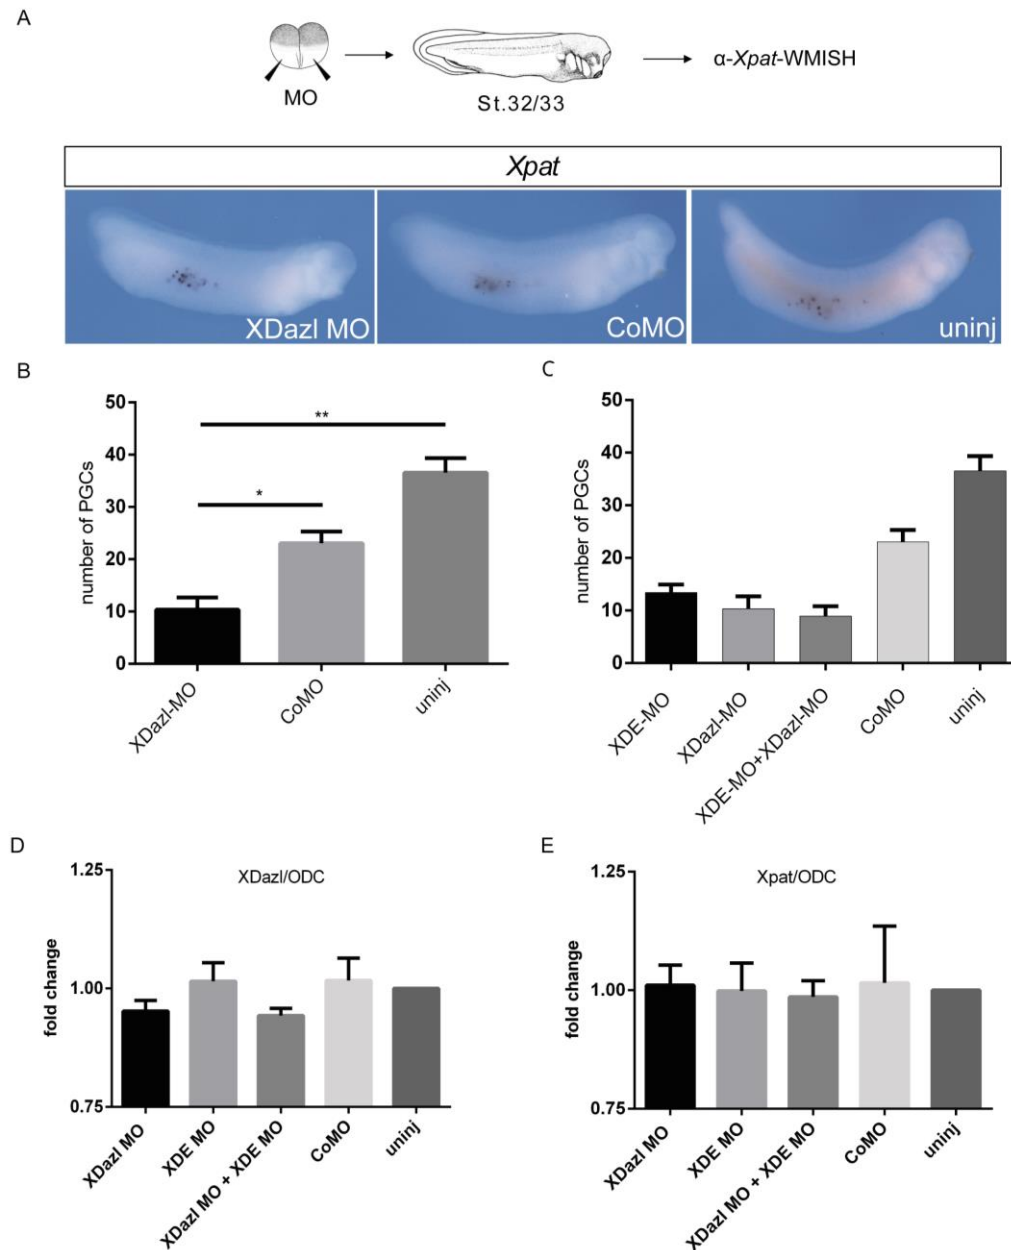 A
MO
St.32/33
α-Xpat-WMISH
Xpat
XDazl MO
CoMO
uninj
B
number of PGCs
50
40
30
20
10
0
**
*
XDazl-MO
CoMO
uninj
C
number of PGCs
50
40
30
20
10
0
XDE-MO
XDazl-MO
XDE-MO+XDazl-MO
CoMO
uninj
D
XDazl/ODC
fold change
1.25
1.00
0.75
XDazl MO
XDE MO
XDazl MO + XDE MO
CoMO
uninj
E
Xpat/ODC
fold change
1.25
1.00
0.75
XDazl MO
XDE MO
XDazl MO + XDE MO
CoMO
uninj